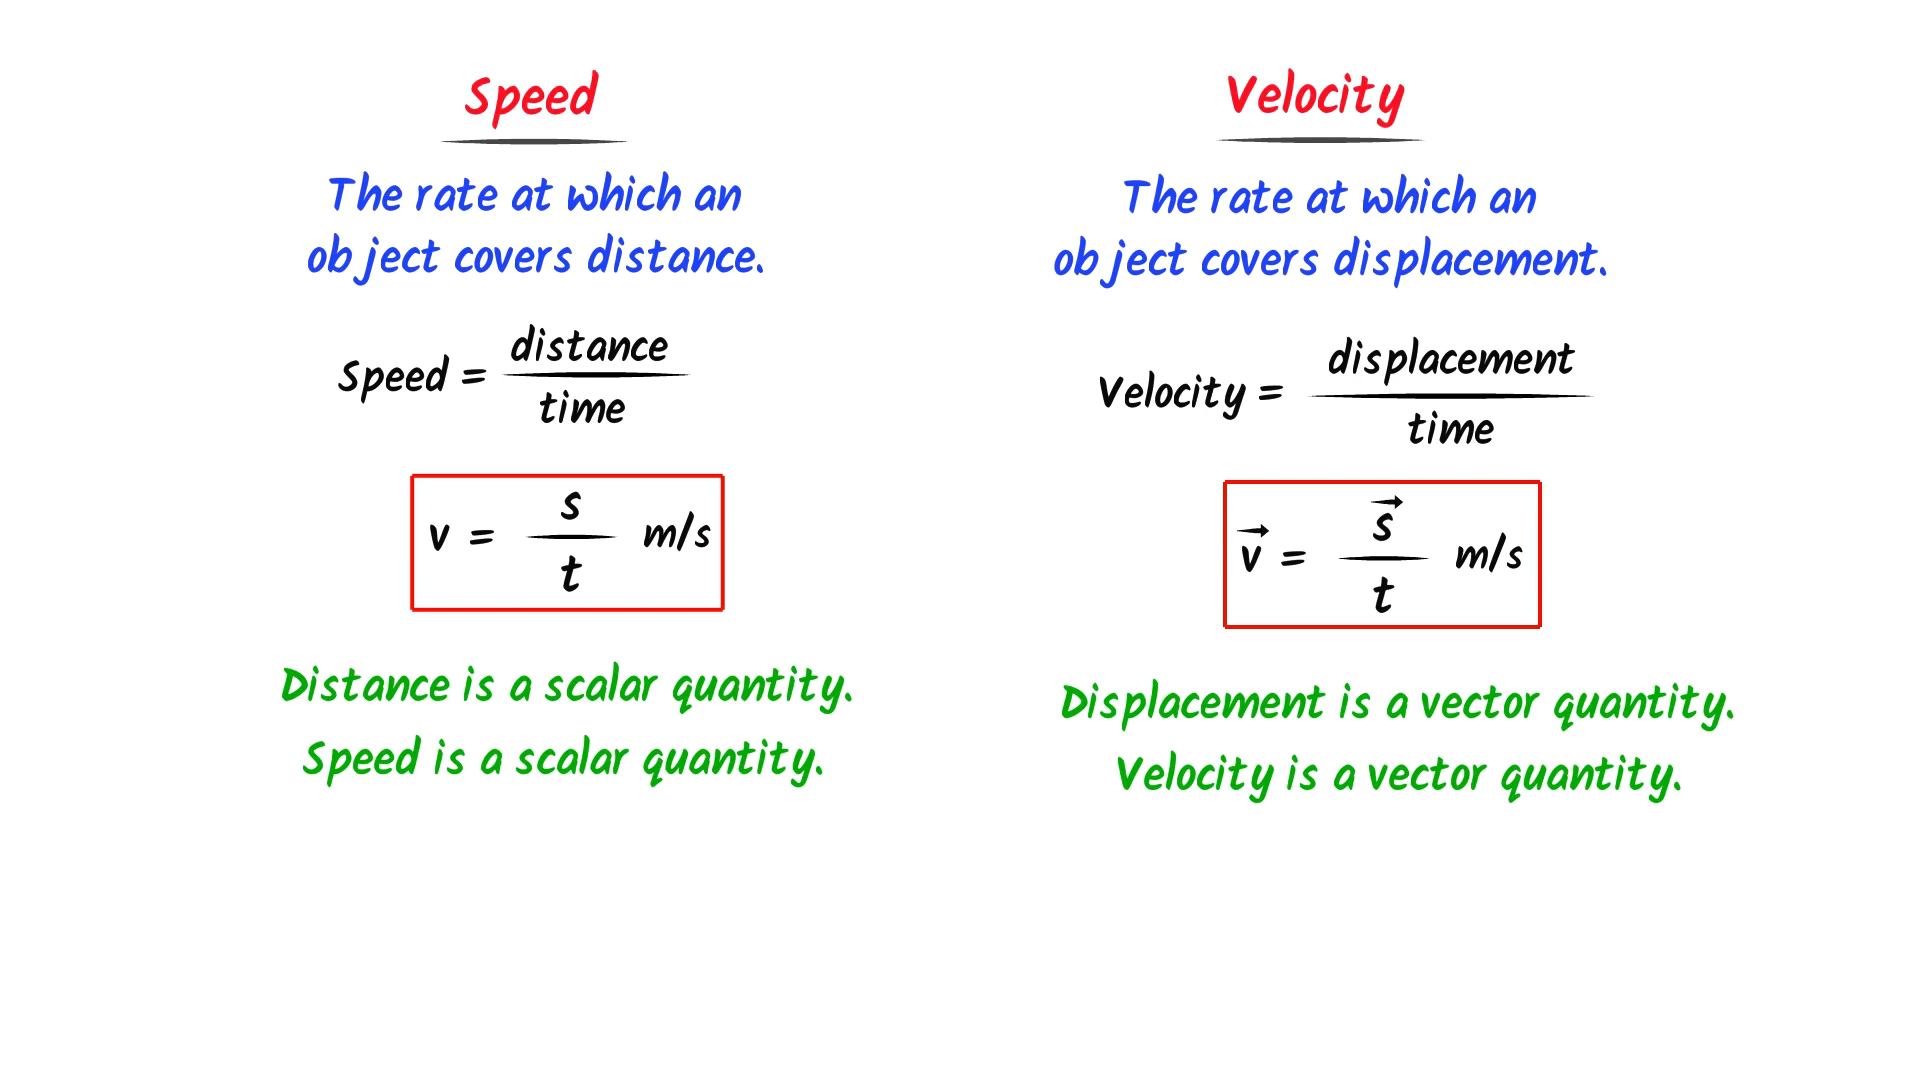 Speed
The rate at which an
object covers distance.
Speed = distance / time
v = s / t m/s
Distance is a scalar quantity.
Speed is a scalar quantity.
Velocity
The rate at which an
object covers displacement.
Velocity = displacement / time
v⃗ = s⃗ / t m/s
Displacement is a vector quantity.
Velocity is a vector quantity.